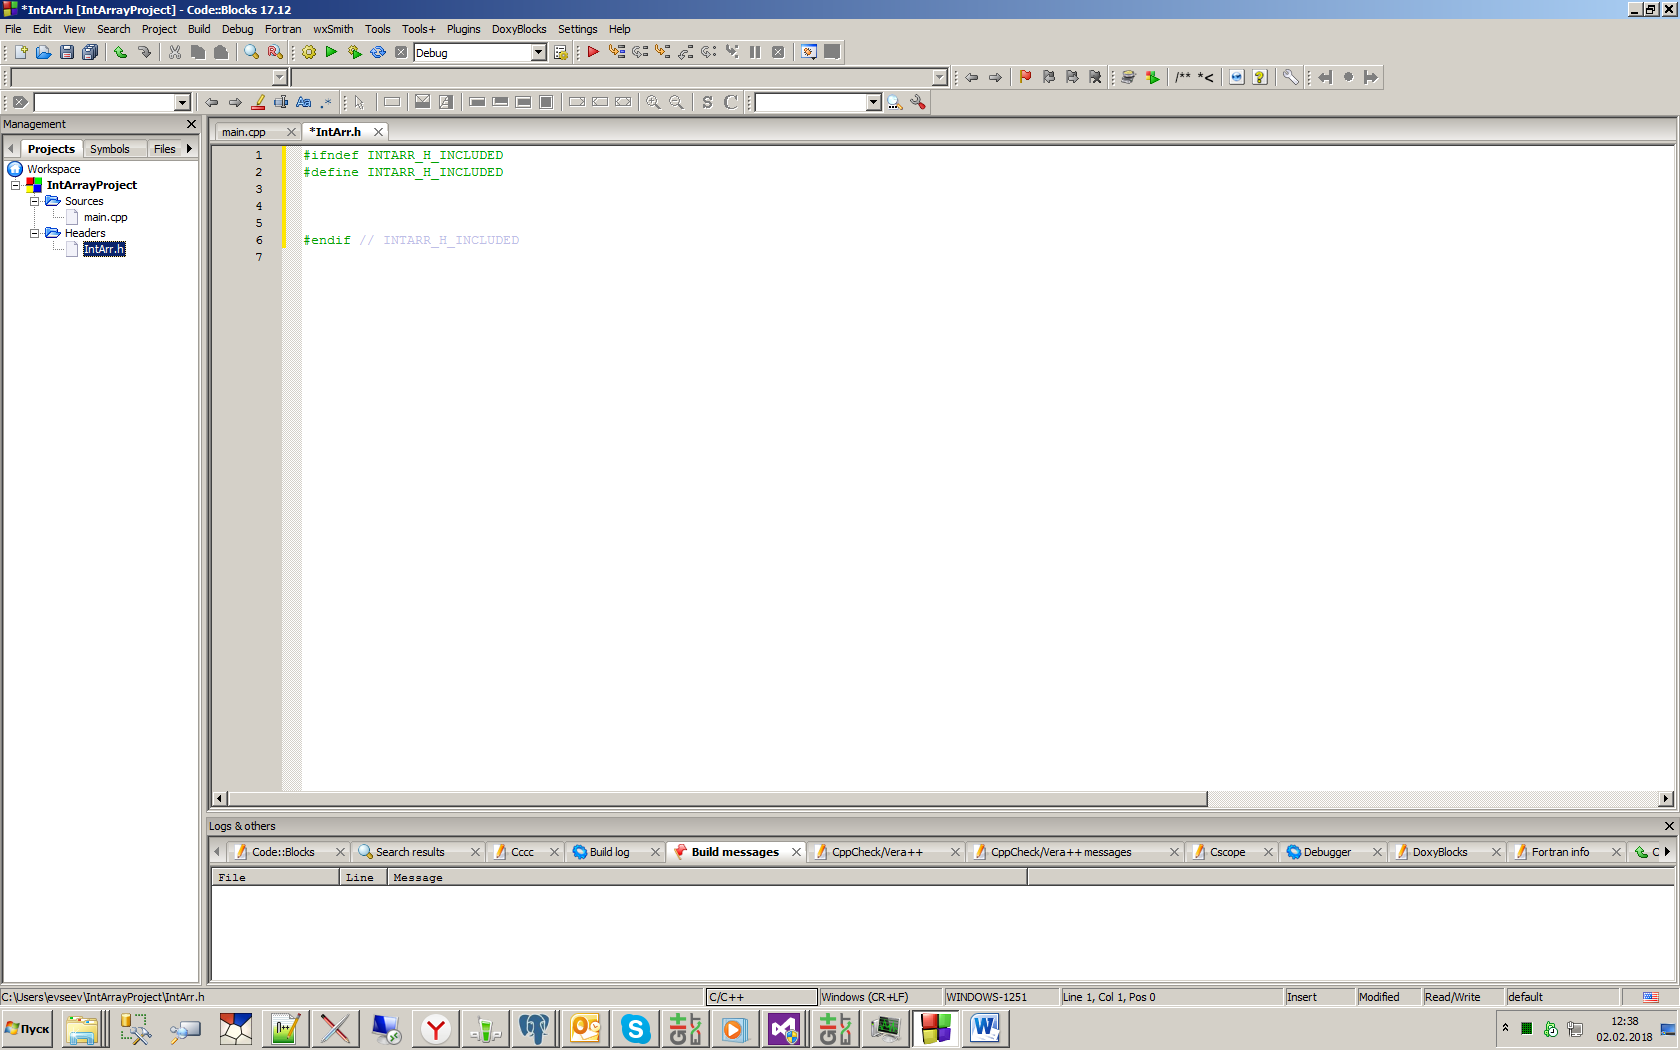 *IntArr.h [IntArrayProject] - Code::Blocks 17.12
File Edit View Search Project Build Debug Fortran wxSmith Tools Tools+ Plugins DoxyBlocks Settings Help
Debug
/** *<
S C
Management
main.cpp *IntArr.h
Projects Symbols Files
Workspace
IntArrayProject
Sources
main.cpp
Headers
IntArr.h
1 #ifndef INTARR_H_INCLUDED
2 #define INTARR_H_INCLUDED
3
4
5
6 #endif // INTARR_H_INCLUDED
7
Logs & others
Code::Blocks Search results Cccc Build log Build messages CppCheck/Vera++ CppCheck/Vera++ messages Cscope Debugger DoxyBlocks Fortran info
File Line Message
C:\Users\evseev\IntArrayProject\IntArr.h C/C++ Windows (CR+LF) WINDOWS-1251 Line 1, Col 1, Pos 0 Insert Modified Read/Write default
Пуск
12:38
02.02.2018